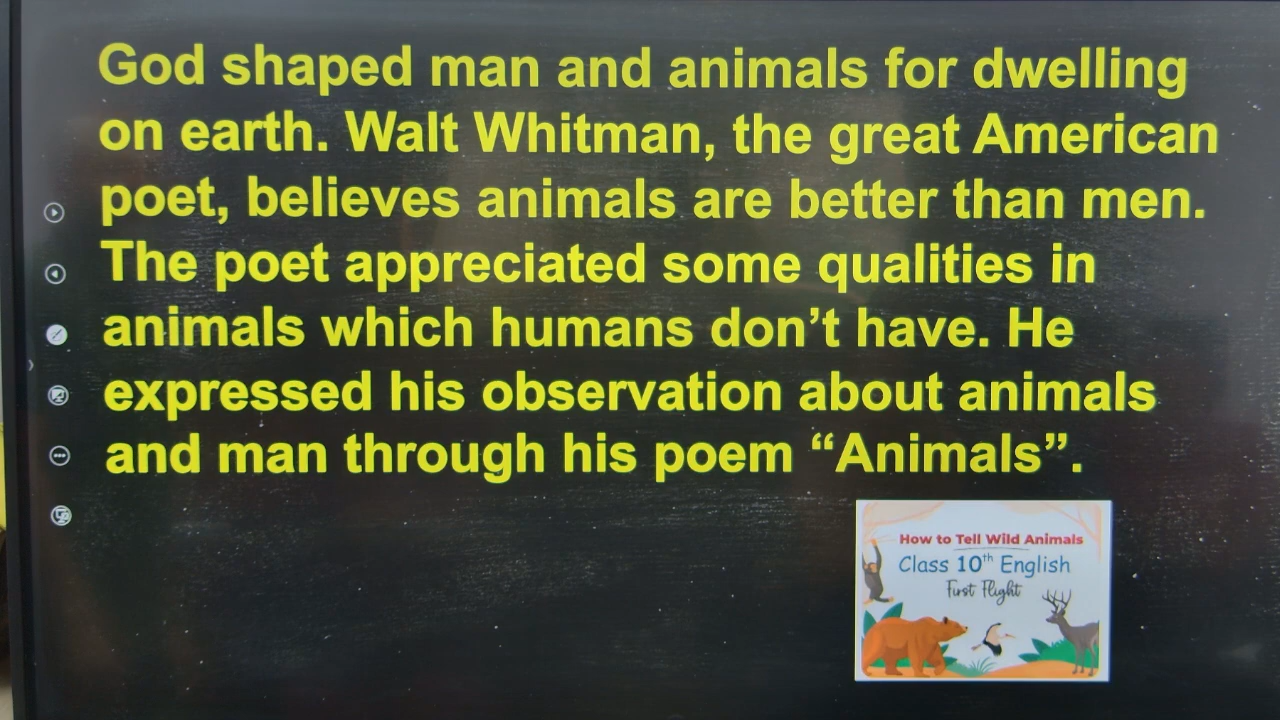 God shaped man and animals for dwelling
on earth. Walt Whitman, the great American
poet, believes animals are better than men.
The poet appreciated some qualities in
animals which humans don’t have. He
expressed his observation about animals
and man through his poem “Animals”.
How to Tell Wild Animals
Class 10th English
First Flight